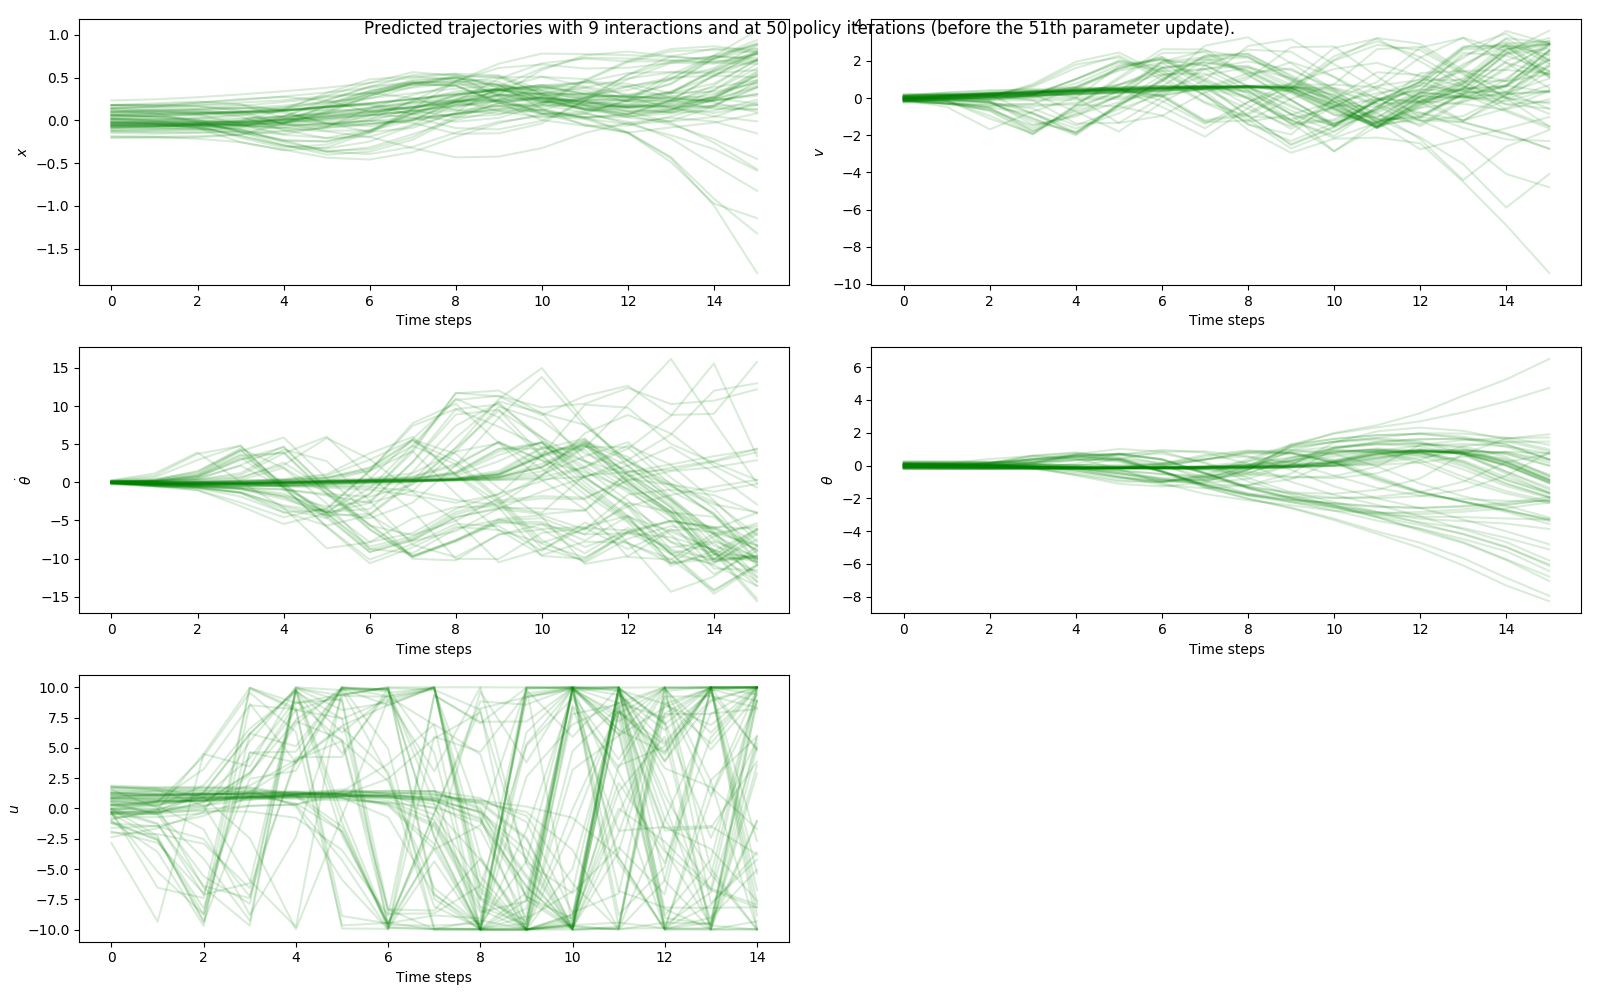 Predicted trajectories with 9 interactions and at 50 policy iterations (before the 51th parameter update).
1.0
0.5
0.0
−0.5
−1.0
−1.5
x
0 2 4 6 8 10 12 14
Time steps
4
2
0
−2
−4
−6
−8
−10
v
0 2 4 6 8 10 12 14
Time steps
15
10
5
0
−5
−10
−15
θ̇
0 2 4 6 8 10 12 14
Time steps
6
4
2
0
−2
−4
−6
−8
θ
0 2 4 6 8 10 12 14
Time steps
10.0
7.5
5.0
2.5
0.0
−2.5
−5.0
−7.5
−10.0
u
0 2 4 6 8 10 12 14
Time steps